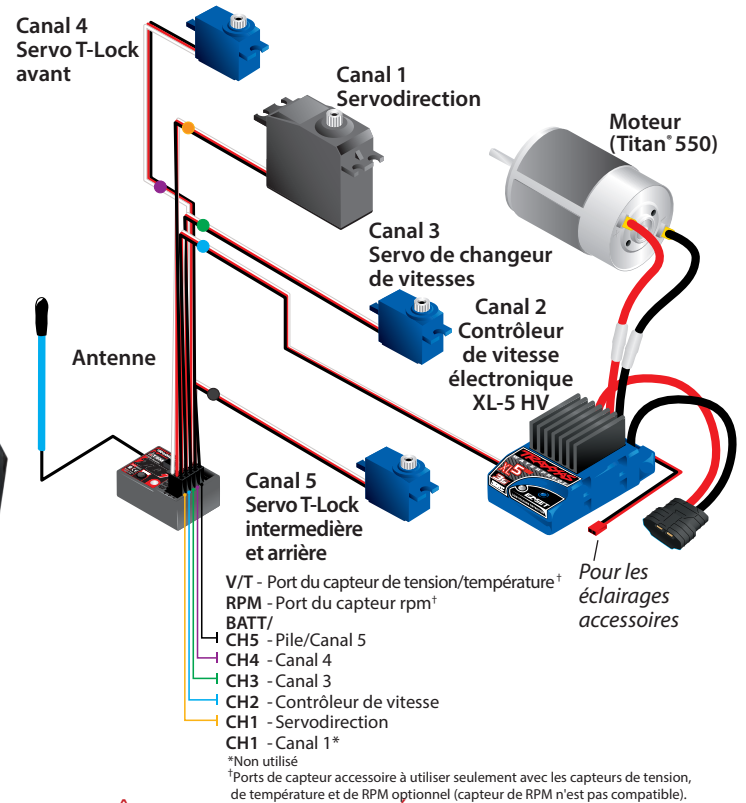 Canal 4
Servo T-Lock
avant
Canal 1
Servodirection
Moteur
(Titan® 550)
Canal 3
Servo de changeur
de vitesses
Canal 2
Contrôleur
de vitesse
électronique
XL-5 HV
Antenne
TRAXXAS
XL5
Canal 5
Servo T-Lock
intermedière
et arrière
Pour les
éclairages
accessoires
V/T - Port du capteur de tension/température†
RPM - Port du capteur rpm†
BATT/
CH5 - Pile/Canal 5
CH4 - Canal 4
CH3 - Canal 3
CH2 - Contrôleur de vitesse
CH1 - Servodirection
CH1 - Canal 1*
*Non utilisé
†Ports de capteur accessoire à utiliser seulement avec les capteurs de tension,
de température et de RPM optionnel (capteur de RPM n'est pas compatible).